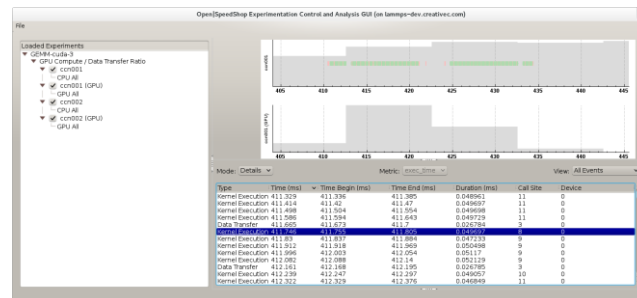 Open|SpeedShop Experimentation Control and Analysis GUI (on lammps-dev.creativec.com)
File
Loaded Experiments
GEMM-cuda-3
GPU Compute / Data Transfer Ratio
ccn001
CPU All
ccn001 (GPU)
GPU All
ccn002
CPU All
ccn002 (GPU)
GPU All
ccn001
405 410 415 420 425 430 435 440 445
ccn001 (GPU)
405 410 415 420 425 430 435 440 445
Mode: Details Metric: exec_time View: All Events
Type Time (ms) Time Begin (ms) Time End (ms) Duration (ms) Call Site Device
Kernel Execution 411.329 411.336 411.385 0.048961 11 0
Kernel Execution 411.414 411.42 411.47 0.049697 11 0
Kernel Execution 411.498 411.504 411.554 0.049698 11 0
Kernel Execution 411.586 411.594 411.643 0.049729 11 0
Data Transfer 411.665 411.673 411.7 0.026784 3 0
Kernel Execution 411.746 411.755 411.805 0.049697 8 0
Kernel Execution 411.83 411.837 411.884 0.047233 9 0
Kernel Execution 411.912 411.918 411.969 0.050498 9 0
Kernel Execution 411.996 412.003 412.054 0.05117 9 0
Kernel Execution 412.082 412.088 412.14 0.052129 9 0
Data Transfer 412.161 412.168 412.195 0.026785 3 0
Kernel Execution 412.239 412.247 412.297 0.049057 10 0
Kernel Execution 412.322 412.329 412.376 0.046849 11 0